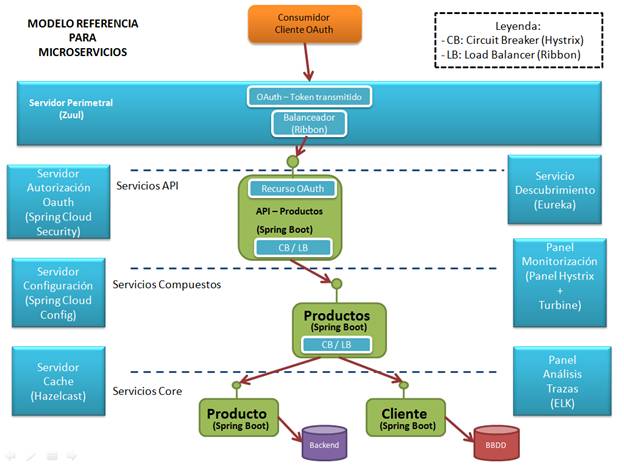 MODELO REFERENCIA
PARA
MICROSERVICIOS
Consumidor
Cliente OAuth
Leyenda:
- CB: Circuit Breaker (Hystrix)
- LB: Load Balancer (Ribbon)
Servidor Perimetral
(Zuul)
OAuth – Token transmitido
Balanceador
(Ribbon)
Servidor
Autorización
Oauth
(Spring Cloud
Security)
Servicios API
Recurso OAuth
API – Productos
(Spring Boot)
CB / LB
Servicio
Descubrimiento
(Eureka)
Servidor
Configuración
(Spring Cloud
Config)
Servicios Compuestos
Productos
(Spring Boot)
CB / LB
Panel
Monitorización
(Panel Hystrix
+
Turbine)
Servidor
Cache
(Hazelcast)
Servicios Core
Producto
(Spring Boot)
Backend
Cliente
(Spring Boot)
BBDD
Panel
Análisis
Trazas
(ELK)